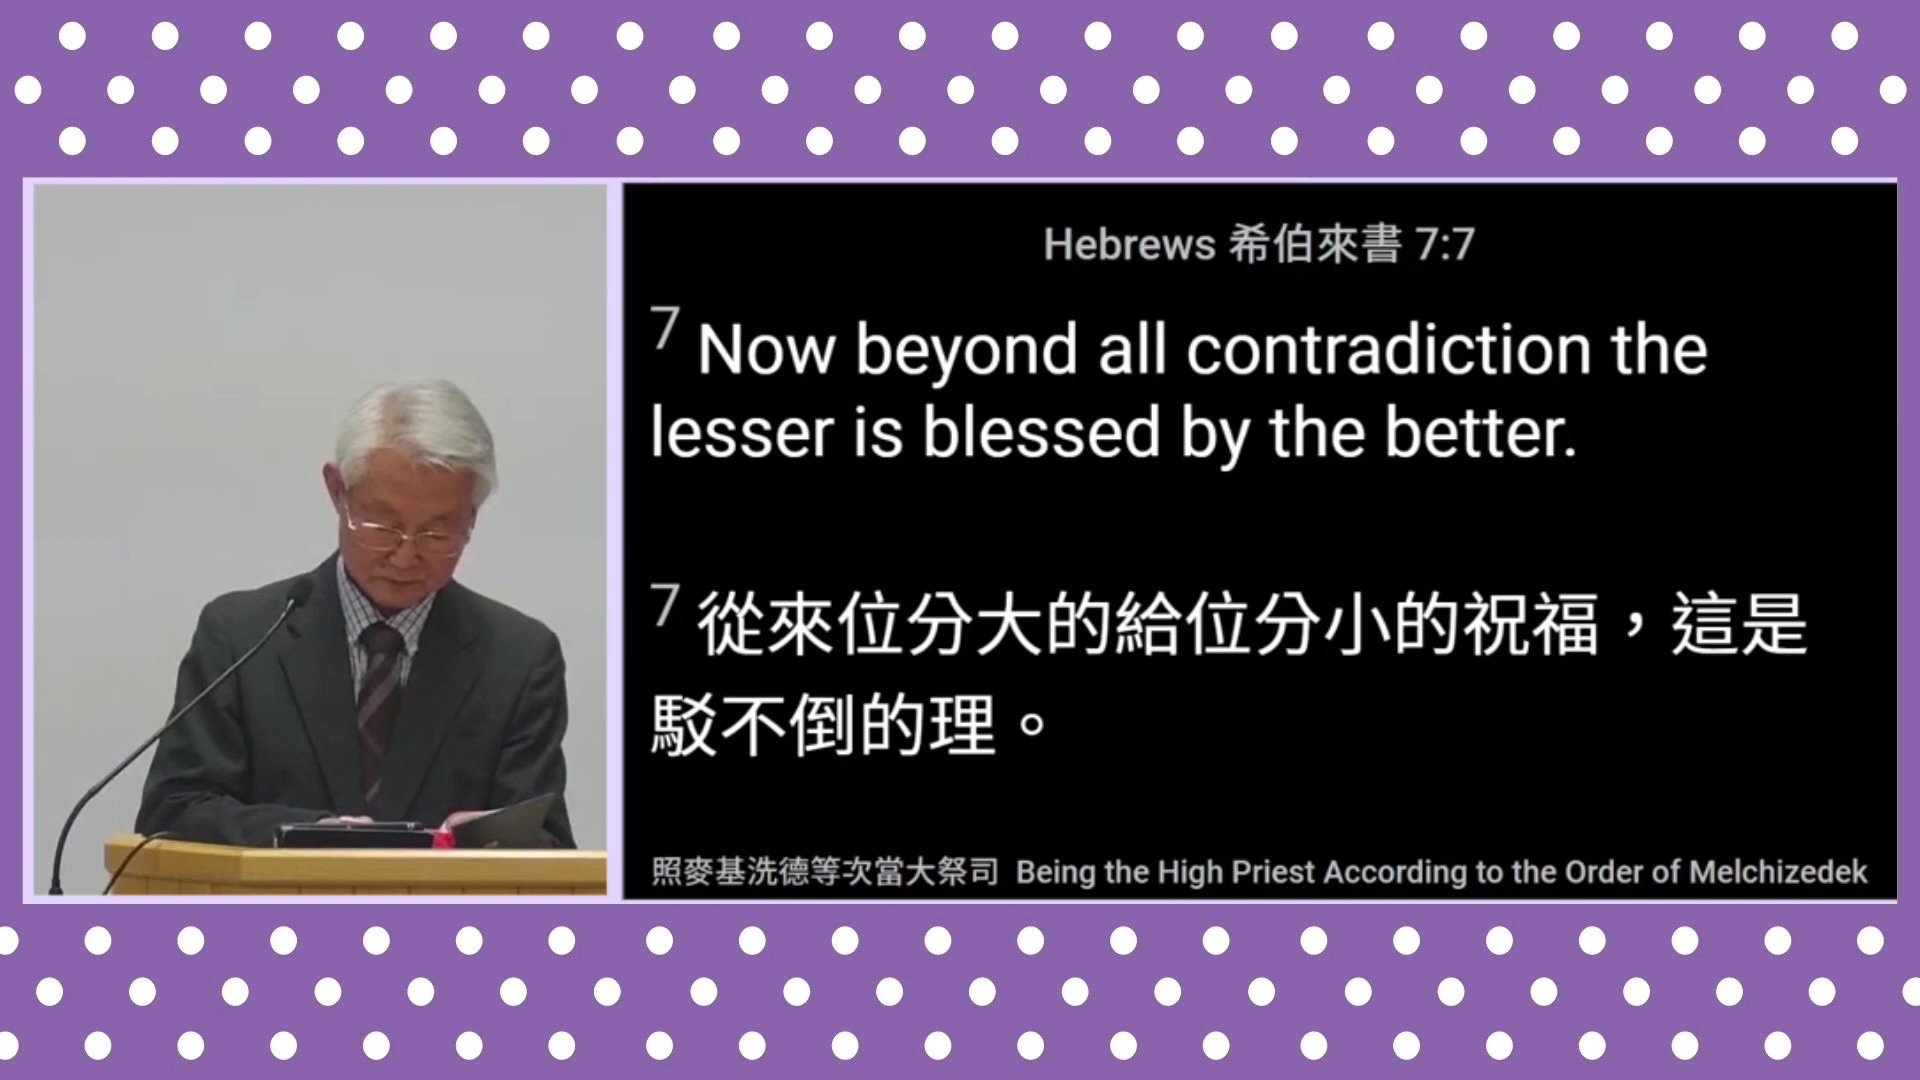 Hebrews 希伯來書 7:7
7 Now beyond all contradiction the
lesser is blessed by the better.
7 從來位分大的給位分小的祝福，這是
駁不倒的理。
照麥基洗德等次當大祭司 Being the High Priest According to the Order of Melchizedek